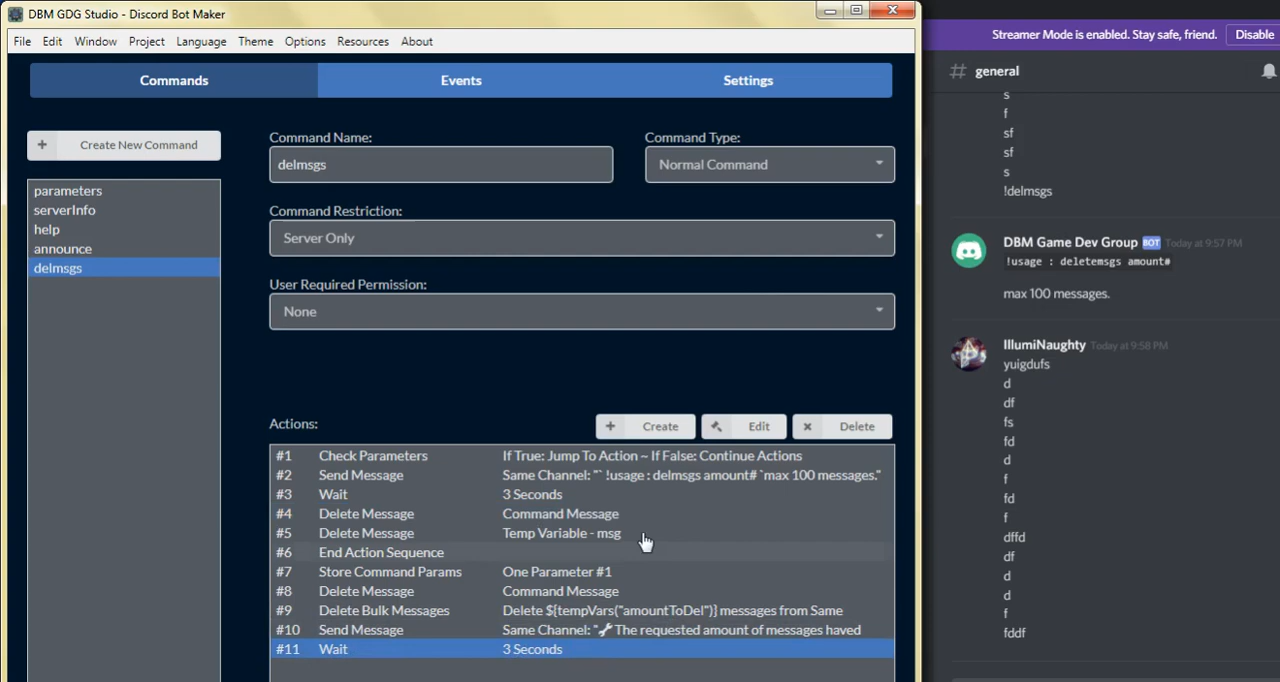 DBM GDG Studio - Discord Bot Maker
File Edit Window Project Language Theme Options Resources About
Commands Events Settings
+ Create New Command
parameters
serverInfo
help
announce
delmsgs
Command Name:
delmsgs
Command Type:
Normal Command
Command Restriction:
Server Only
User Required Permission:
None
Actions:
+ Create
Edit
× Delete
#1 Check Parameters If True: Jump To Action ~ If False: Continue Actions
#2 Send Message Same Channel: "` !usage : delmsgs amount# `max 100 messages."
#3 Wait 3 Seconds
#4 Delete Message Command Message
#5 Delete Message Temp Variable - msg
#6 End Action Sequence
#7 Store Command Params One Parameter #1
#8 Delete Message Command Message
#9 Delete Bulk Messages Delete ${tempVars("amountToDel")} messages from Same
#10 Send Message Same Channel: "🔧The requested amount of messages haved
#11 Wait 3 Seconds
Streamer Mode is enabled. Stay safe, friend. Disable
# general
s
f
sf
sf
s
!delmsgs
DBM Game Dev Group BOT Today at 9:57 PM
!usage : deletemsgs amount#
max 100 messages.
IllumiNaughty Today at 9:58 PM
yuigdufs
d
df
fs
fd
d
f
fd
f
dffd
df
d
d
f
fddf